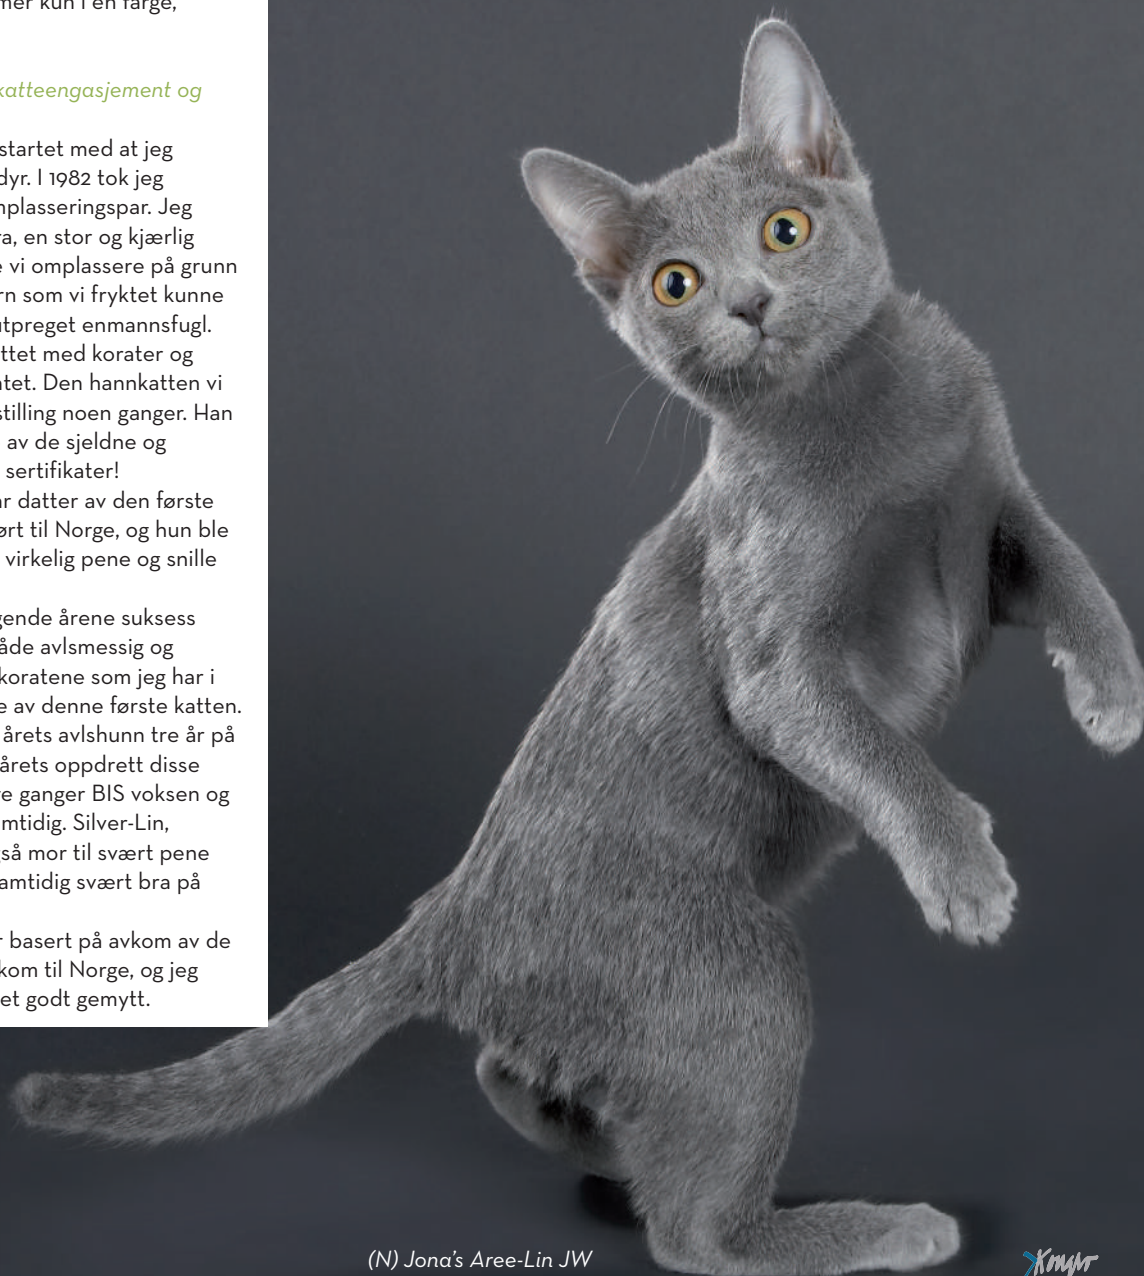 mer kun i én farge,
katteengasjement og
startet med at jeg
dyr. I 1982 tok jeg
mplasseringspar. Jeg
ra, en stor og kjærlig
e vi omplassere på grunn
rn som vi fryktet kunne
utpreget enmannsfugl.
ttet med korater og
ntet. Den hannkatten vi
stilling noen ganger. Han
av de sjeldne og
sertifikater!
ar datter av den første
ørt til Norge, og hun ble
virkelig pene og snille
gende årene suksess
åde avlsmessig og
koratene som jeg har i
e av denne første katten.
årets avlshunn tre år på
årets oppdrett disse
re ganger BIS voksen og
mtidig. Silver-Lin,
gså mor til svært pene
amtidig svært bra på
r basert på avkom av de
kom til Norge, og jeg
et godt gemytt.
(N) Jona's Aree-Lin JW